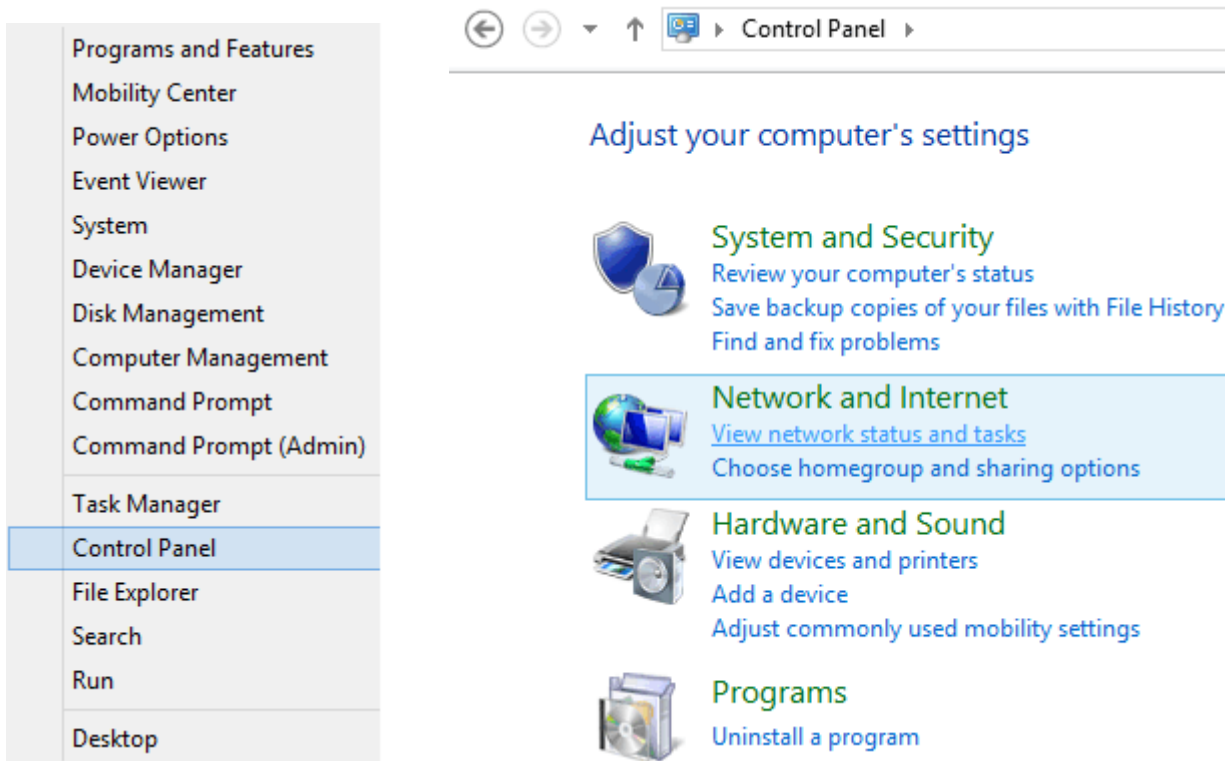 Programs and Features
Mobility Center
Power Options
Event Viewer
System
Device Manager
Disk Management
Computer Management
Command Prompt
Command Prompt (Admin)
Task Manager
Control Panel
File Explorer
Search
Run
Desktop
Control Panel
Adjust your computer's settings
System and Security
Review your computer's status
Save backup copies of your files with File History
Find and fix problems
Network and Internet
View network status and tasks
Choose homegroup and sharing options
Hardware and Sound
View devices and printers
Add a device
Adjust commonly used mobility settings
Programs
Uninstall a program